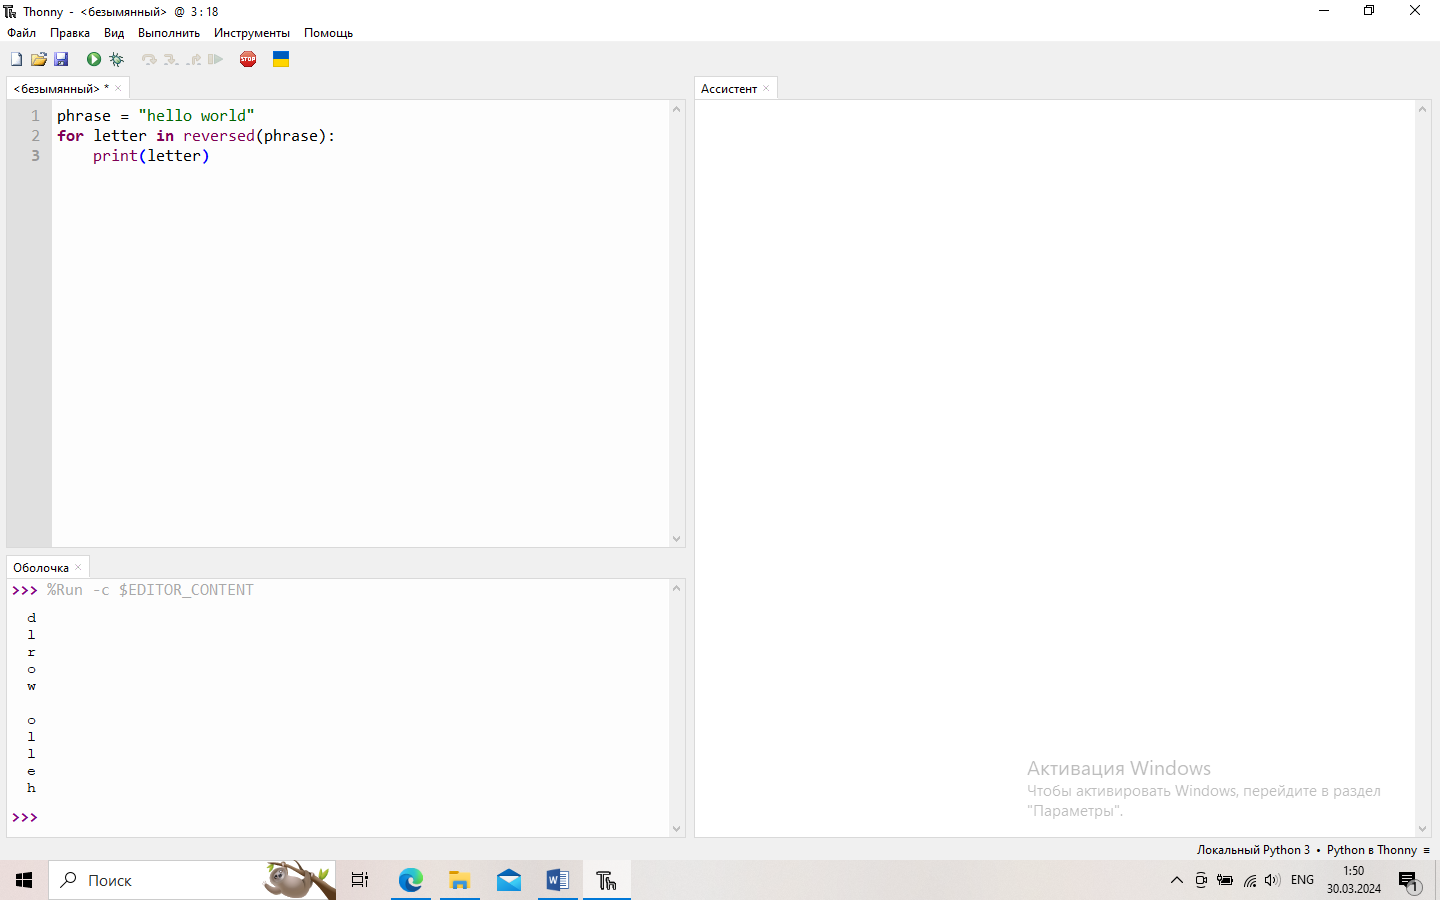 Thonny - <безымянный> @ 3:18
Файл Правка Вид Выполнить Инструменты Помощь
STOP
<безымянный> *
1 phrase = "hello world"
2 for letter in reversed(phrase):
3     print(letter)
Оболочка
>>> %Run -c $EDITOR_CONTENT
d
l
r
o
w
o
l
l
e
h
>>>
Ассистент
Активация Windows
Чтобы активировать Windows, перейдите в раздел
"Параметры".
Локальный Python 3 • Python в Thonny ≡
Поиск
ENG
1:50
30.03.2024
1